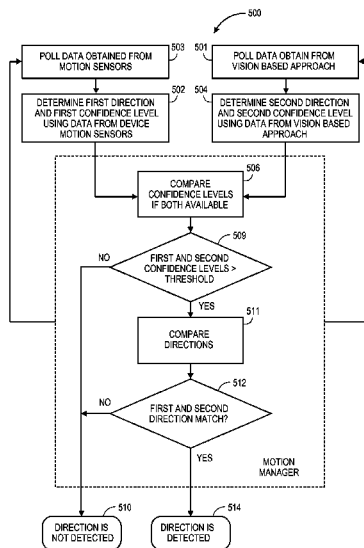 500
503
501
POLL DATA OBTAINED FROM
MOTION SENSORS
POLL DATA OBTAIN FROM
VISION BASED APPROACH
502
504
DETERMINE FIRST DIRECTION
AND FIRST CONFIDENCE LEVEL
USING DATA FROM DEVICE
MOTION SENSORS
DETERMINE SECOND DIRECTION
AND SECOND CONFIDENCE LEVEL
USING DATA FROM VISION BASED
APPROACH
506
COMPARE
CONFIDENCE LEVELS
IF BOTH AVAILABLE
509
NO
FIRST AND SECOND
CONFIDENCE LEVELS >
THRESHOLD
YES
511
COMPARE
DIRECTIONS
512
NO
FIRST AND SECOND
DIRECTION MATCH?
YES
MOTION
MANAGER
510
514
DIRECTION IS
NOT DETECTED
DIRECTION IS
DETECTED